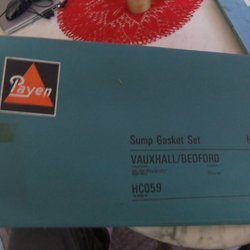 Payen
Sump Gasket Set
VAUXHALL/BEDFORD
HC059